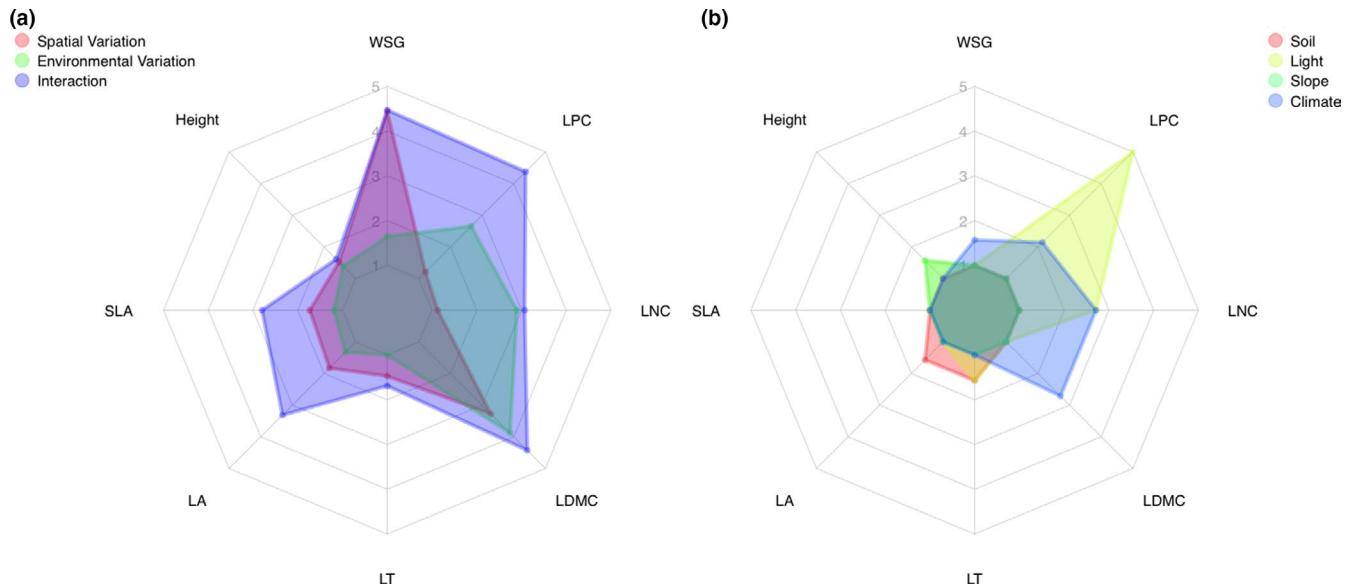 (a)
Spatial Variation
Environmental Variation
Interaction
WSG
LPC
LNC
LDMC
LT
LA
SLA
Height
5
4
3
2
1
(b)
Soil
Light
Slope
Climate
WSG
LPC
LNC
LDMC
LT
LA
SLA
Height
5
4
3
2
1